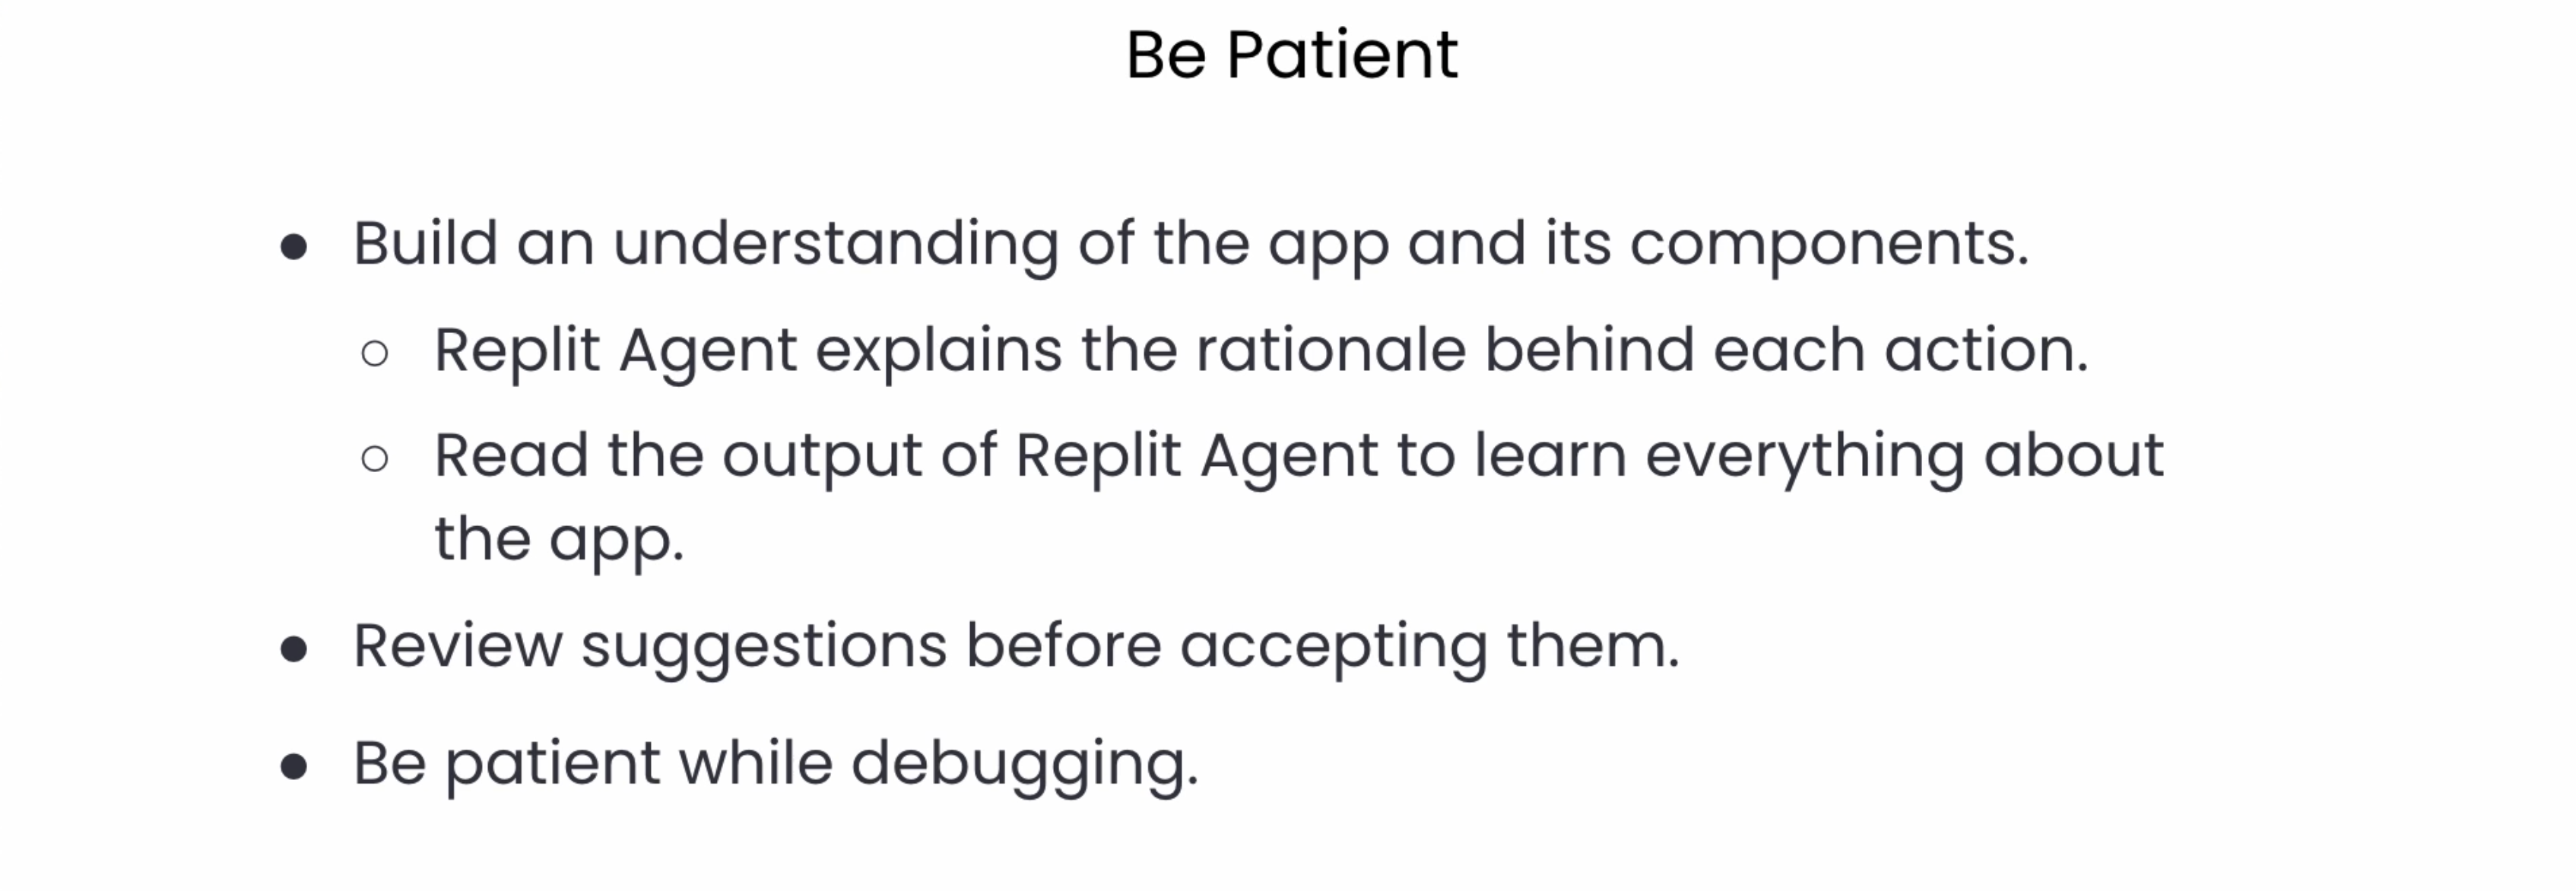 Be Patient
● Build an understanding of the app and its components.
○ Replit Agent explains the rationale behind each action.
○ Read the output of Replit Agent to learn everything about
the app.
● Review suggestions before accepting them.
● Be patient while debugging.